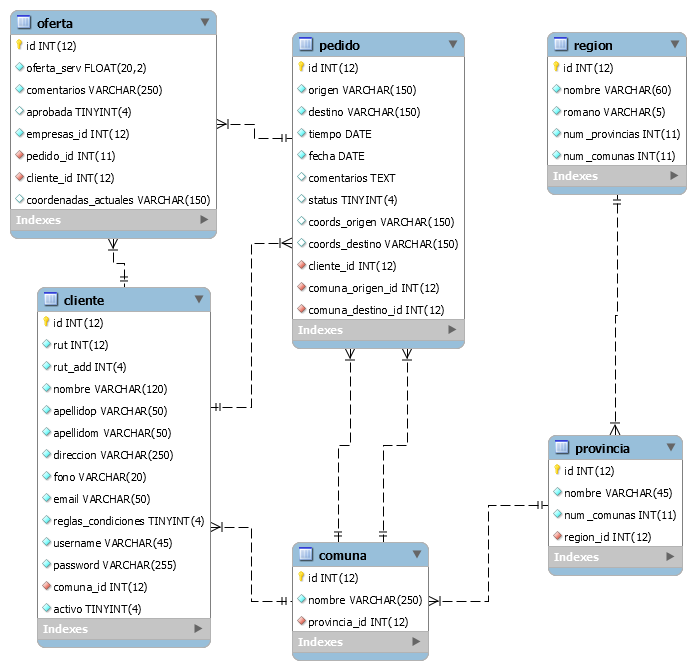 oferta
id INT(12)
oferta_serv FLOAT(20,2)
comentarios VARCHAR(250)
aprobada TINYINT(4)
empresas_id INT(12)
pedido_id INT(11)
cliente_id INT(12)
coordenadas_actuales VARCHAR(150)
Indexes
pedido
id INT(12)
origen VARCHAR(150)
destino VARCHAR(150)
tiempo DATE
fecha DATE
comentarios TEXT
status TINYINT(4)
coords_origen VARCHAR(150)
coords_destino VARCHAR(150)
cliente_id INT(12)
comuna_origen_id INT(12)
comuna_destino_id INT(12)
Indexes
region
id INT(12)
nombre VARCHAR(60)
romano VARCHAR(5)
num_provincias INT(11)
num_comunas INT(11)
Indexes
cliente
id INT(12)
rut INT(12)
rut_add INT(4)
nombre VARCHAR(120)
apellidop VARCHAR(50)
apellidom VARCHAR(50)
direccion VARCHAR(250)
fono VARCHAR(20)
email VARCHAR(50)
reglas_condiciones TINYINT(4)
username VARCHAR(45)
password VARCHAR(255)
comuna_id INT(12)
activo TINYINT(4)
Indexes
comuna
id INT(12)
nombre VARCHAR(250)
provincia_id INT(12)
Indexes
provincia
id INT(12)
nombre VARCHAR(45)
num_comunas INT(11)
region_id INT(12)
Indexes